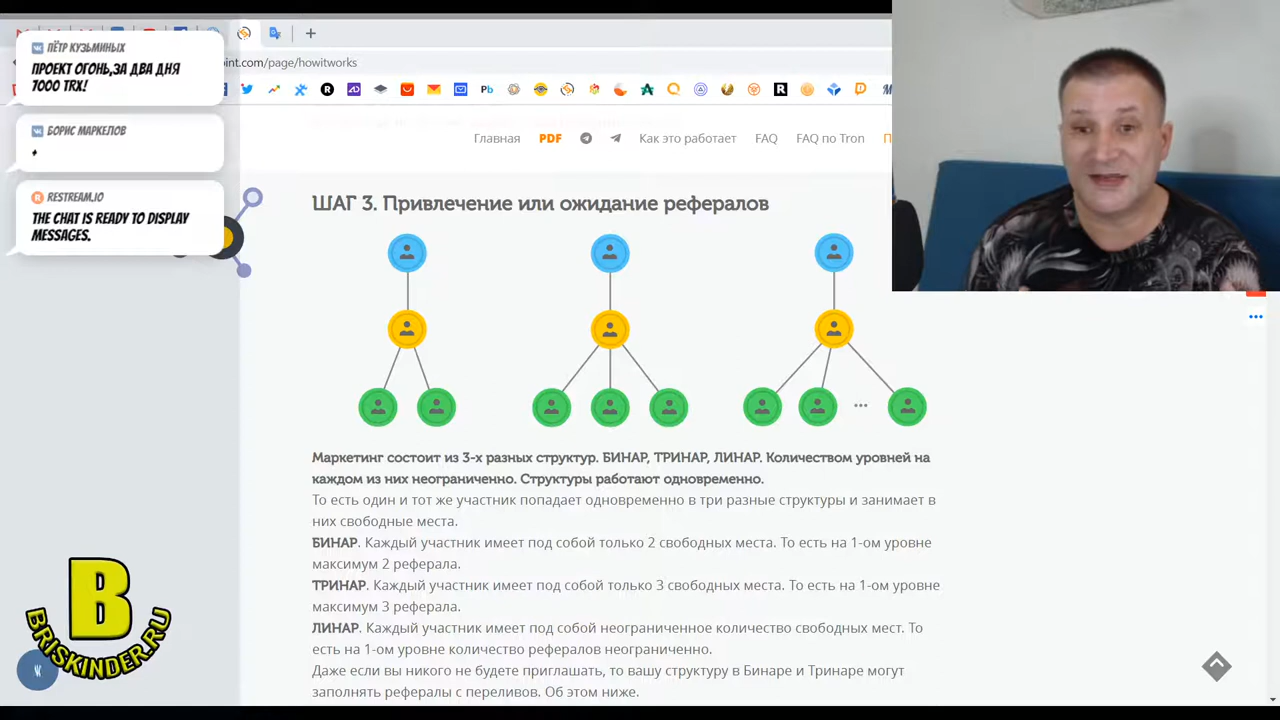 ПЁТР КУЗЬМИНЫХ
ПРОЕКТ ОГОНЬ,ЗА ДВА ДНЯ
7000 TRX!
БОРИС МАРКЕЛОВ
+
RESTREAM.IO
THE CHAT IS READY TO DISPLAY
MESSAGES.
oint.com/page/howitworks
Pb
Главная
PDF
Как это работает
FAQ
FAQ по Tron
П
ШАГ 3. Привлечение или ожидание рефералов
...
Маркетинг состоит из 3-х разных структур. БИНАР, ТРИНАР, ЛИНАР. Количеством уровней на
каждом из них неограниченно. Структуры работают одновременно.
То есть один и тот же участник попадает одновременно в три разные структуры и занимает в
них свободные места.
БИНАР. Каждый участник имеет под собой только 2 свободных места. То есть на 1-ом уровне
максимум 2 реферала.
ТРИНАР. Каждый участник имеет под собой только 3 свободных места. То есть на 1-ом уровне
максимум 3 реферала.
ЛИНАР. Каждый участник имеет под собой неограниченное количество свободных мест. То
есть на 1-ом уровне количество рефералов неограниченно.
Даже если вы никого не будете приглашать, то вашу структуру в Бинаре и Тринаре могут
заполнять рефералы с переливов. Об этом ниже.
B
BRISKINDER.RU